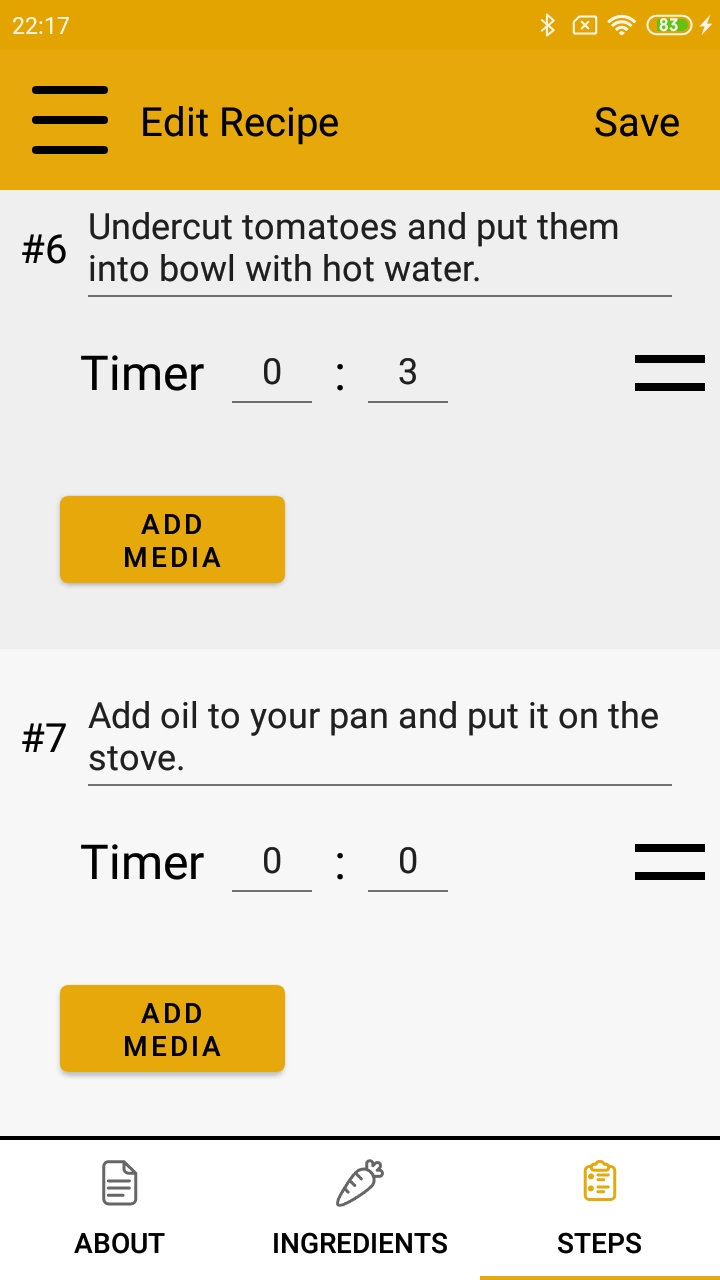 22:17
83
Edit Recipe
Save
#6
Undercut tomatoes and put them
into bowl with hot water.
Timer 0 : 3
ADD
MEDIA
#7
Add oil to your pan and put it on the
stove.
Timer 0 : 0
ADD
MEDIA
ABOUT
INGREDIENTS
STEPS